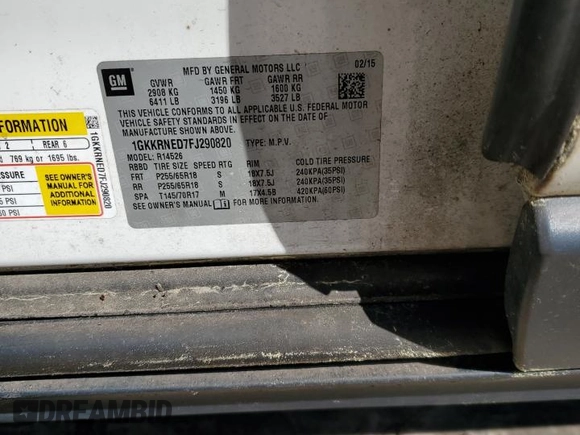 GM
MFD BY GENERAL MOTORS LLC 02/15
GVWR GAWR FRT GAWR RR
2908 KG 1450 KG 1600 KG
6411 LB 3196 LB 3527 LB
THIS VEHICLE CONFORMS TO ALL APPLICABLE U.S. FEDERAL MOTOR
VEHICLE SAFETY STANDARDS IN EFFECT ON THE DATE OF
MANUFACTURE SHOWN ABOVE.
1GKKRNED7FJ290820 TYPE: M.P.V.
MODEL: R14526
RBBD TIRE SIZE SPEED RTG RIM COLD TIRE PRESSURE
FRT P255/65R18 S 18X7.5J 240KPA(35PSI)
RR P255/65R18 S 18X7.5J 240KPA(35PSI)
SPA T145/70R17 M 17X4.5B 420KPA(60PSI)
SEE OWNER'S MANUAL FOR MORE INFORMATION.
FORMATION
2 REAR 6
769 kg or 1695 lbs.
SEE OWNER'S
MANUAL FOR
ADDITIONAL
INFORMATION
PSI
5 PSI
60 PSI
1GKKRNED7FJ290820
DREAMBID